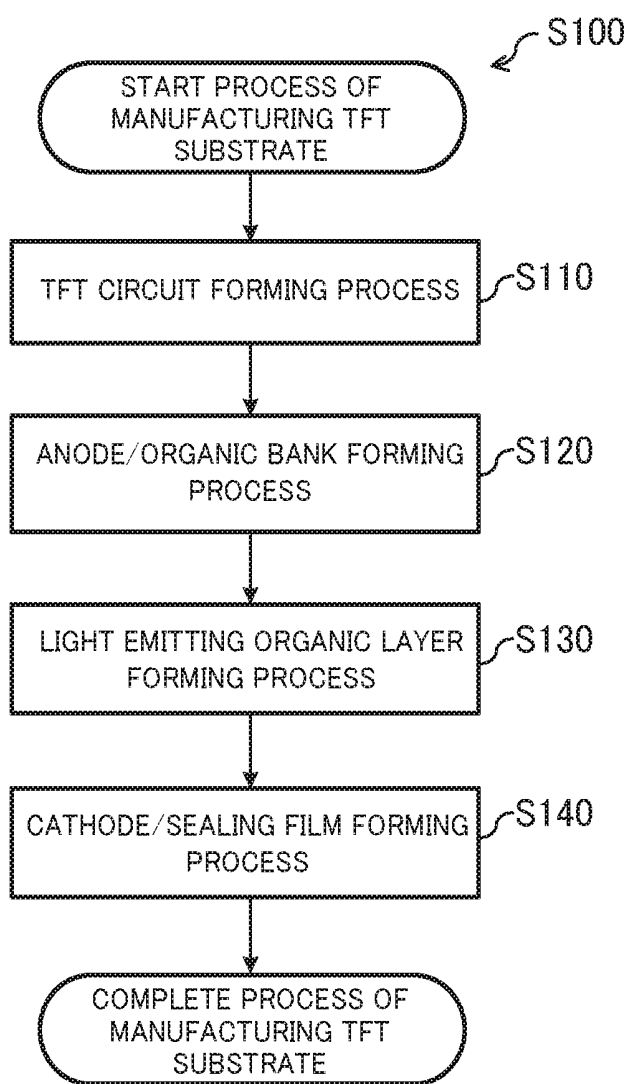 S100
START PROCESS OF
MANUFACTURING TFT
SUBSTRATE
TFT CIRCUIT FORMING PROCESS
S110
ANODE/ORGANIC BANK FORMING
PROCESS
S120
LIGHT EMITTING ORGANIC LAYER
FORMING PROCESS
S130
CATHODE/SEALING FILM FORMING
PROCESS
S140
COMPLETE PROCESS OF
MANUFACTURING TFT
SUBSTRATE